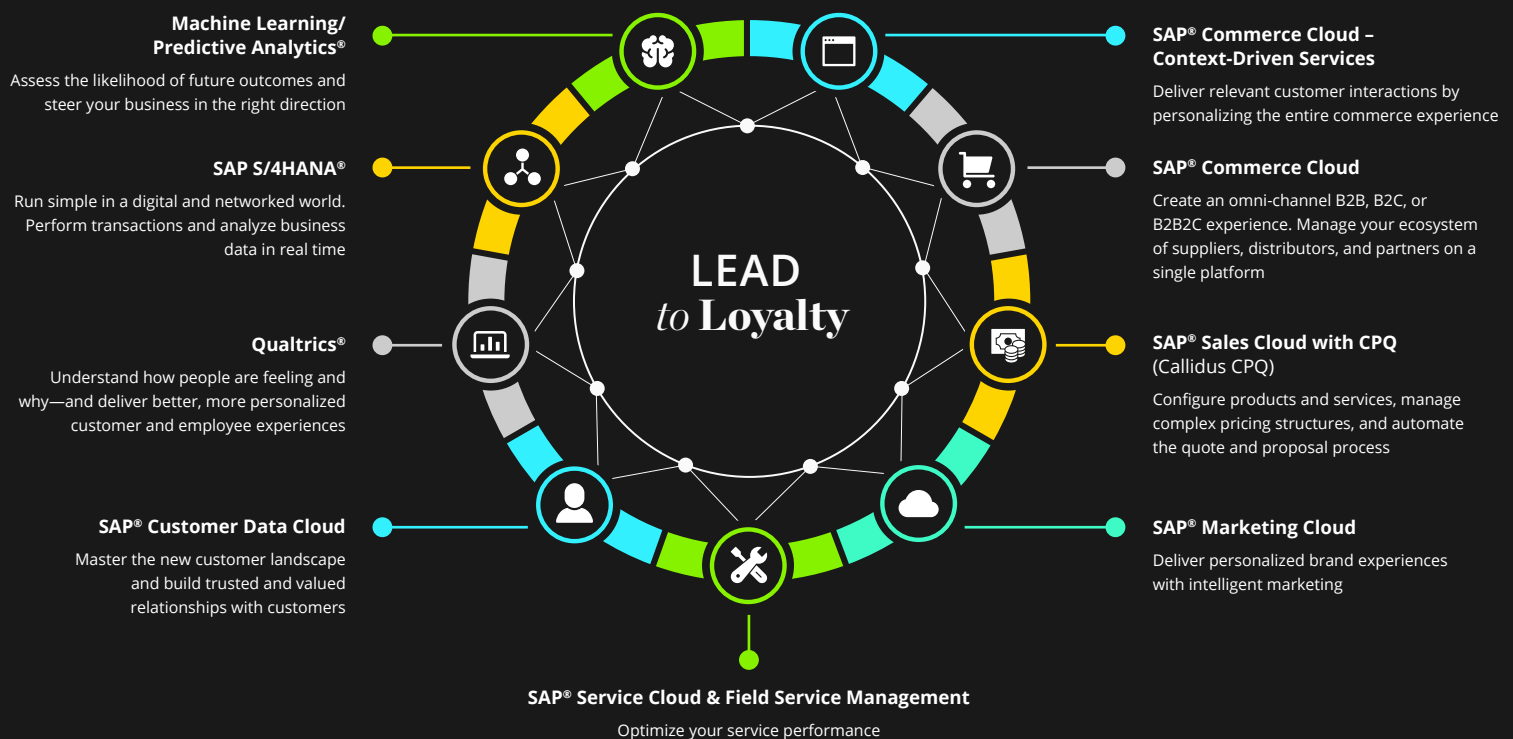 Machine Learning/
Predictive Analytics®
Assess the likelihood of future outcomes and
steer your business in the right direction
SAP S/4HANA®
Run simple in a digital and networked world.
Perform transactions and analyze business
data in real time
Qualtrics®
Understand how people are feeling and
why—and deliver better, more personalized
customer and employee experiences
SAP® Customer Data Cloud
Master the new customer landscape
and build trusted and valued
relationships with customers
LEAD
to Loyalty
SAP® Commerce Cloud –
Context-Driven Services
Deliver relevant customer interactions by
personalizing the entire commerce experience
SAP® Commerce Cloud
Create an omni-channel B2B, B2C, or
B2B2C experience. Manage your ecosystem
of suppliers, distributors, and partners on a
single platform
SAP® Sales Cloud with CPQ
(Callidus CPQ)
Configure products and services, manage
complex pricing structures, and automate
the quote and proposal process
SAP® Marketing Cloud
Deliver personalized brand experiences
with intelligent marketing
SAP® Service Cloud & Field Service Management
Optimize your service performance